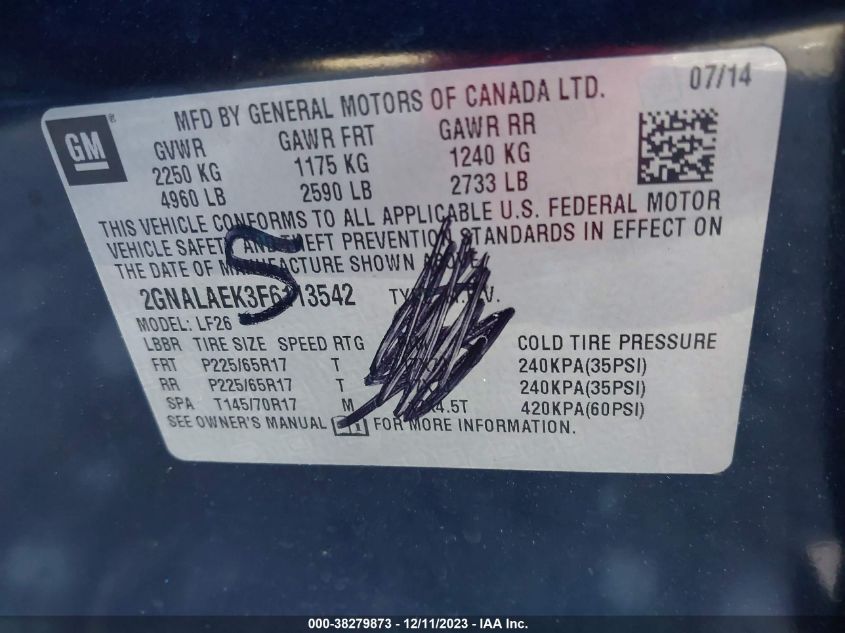 07/14
GM ®
MFD BY GENERAL MOTORS OF CANADA LTD.
GVWR GAWR FRT GAWR RR
2250 KG 1175 KG 1240 KG
4960 LB 2590 LB 2733 LB
THIS VEHICLE CONFORMS TO ALL APPLICABLE U.S. FEDERAL MOTOR
VEHICLE SAFETY AND THEFT PREVENTION STANDARDS IN EFFECT ON
THE DATE OF MANUFACTURE SHOWN ABOVE.
S
MODEL: LF26
LBBR TIRE SIZE SPEED RTG COLD TIRE PRESSURE
FRT P225/65R17 T 240KPA(35PSI)
RR P225/65R17 T 240KPA(35PSI)
SPA T145/70R17 M 420KPA(60PSI)
SEE OWNER'S MANUAL FOR MORE INFORMATION.
000-38279873 - 12/11/2023 - IAA Inc.